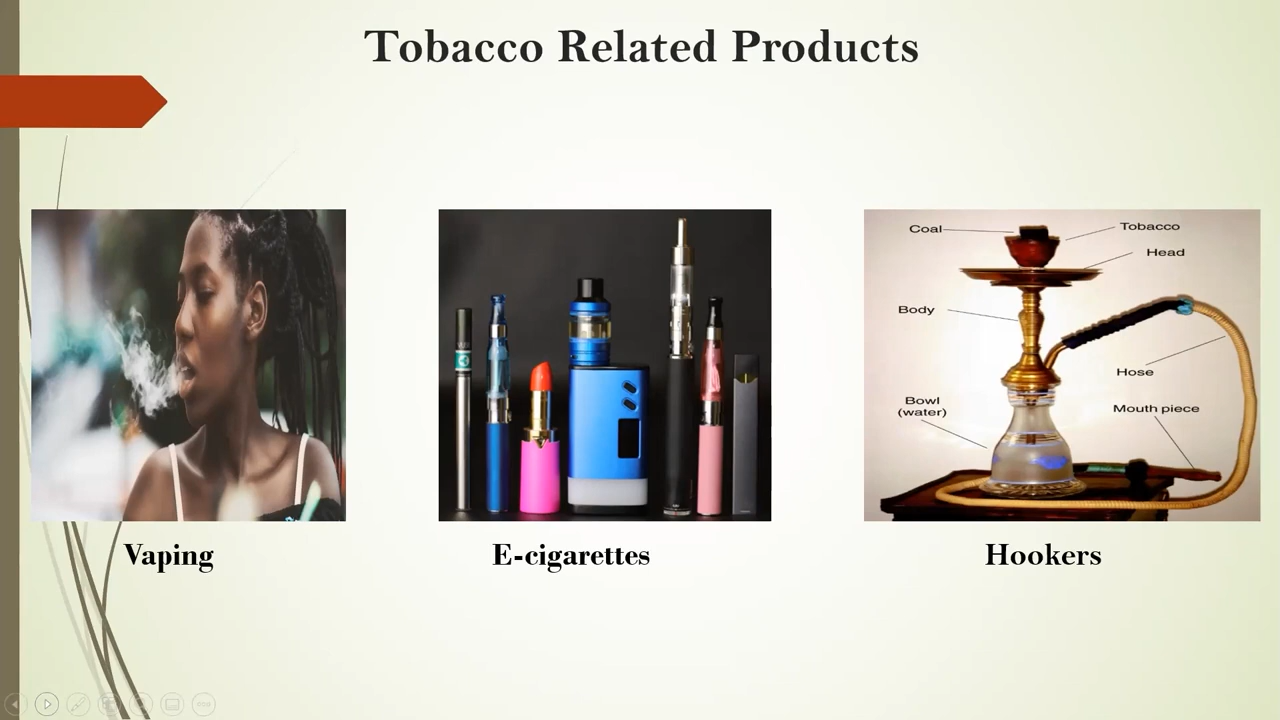 Tobacco Related Products
Coal
Tobacco
Head
Body
Hose
Bowl
(water)
Mouth piece
Vaping
E-cigarettes
Hookers